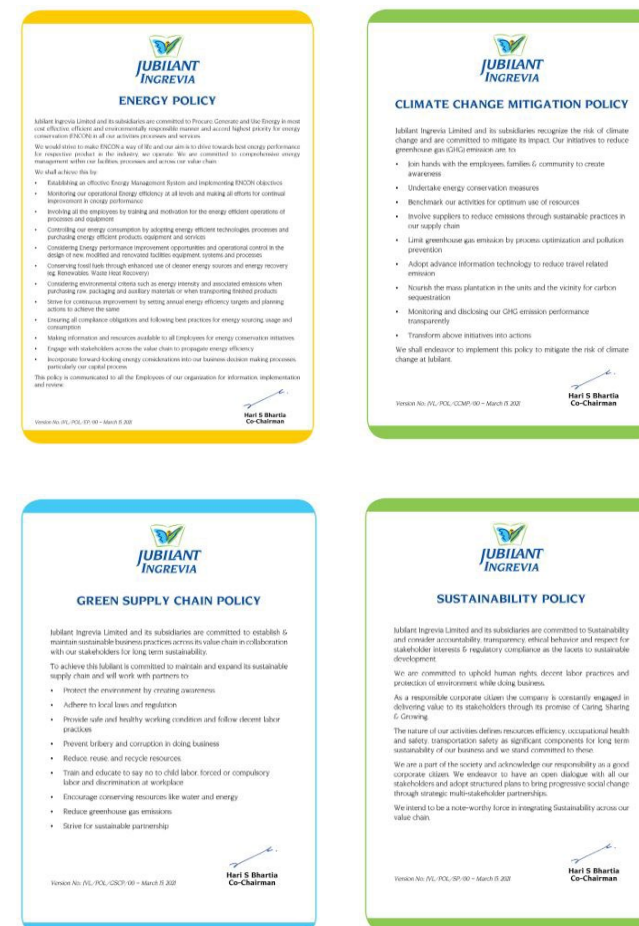 JUBILANT
INGREVIA
ENERGY POLICY
Jubilant Ingrevia Limited and its subsidiaries are committed to Procure, Generate and Use Energy in most
cost effective, efficient and environmentally responsible manner and accord highest priority for energy
conservation (ENCON) in all our activities processes and services
We would strive to make ENCON a way of life and our aim is to drive towards best energy performance
for respective product in the industry, we operate. We are committed to comprehensive energy
management within our facilities, processes and across our value chain.
We shall achieve this by:
• Establishing an effective Energy Management System and implementing ENCON objectives
• Monitoring our operational Energy efficiency at all levels and making all efforts for continual
improvement in energy performance
• Involving all the employees by training and motivation for the energy efficient operations of
processes and equipment
• Controlling our energy consumption by adopting energy efficient technologies, processes and
purchasing energy efficient products, equipment and services
• Considering Energy performance improvement opportunities and operational control in the
design of new, modified and renovated facilities equipment, systems and processes
• Conserving fossil fuels through enhanced use of cleaner energy sources and energy recovery
(eg. Renewables, Waste Heat Recovery)
• Considering environmental criteria such as energy intensity and associated emissions when
purchasing raw, packaging and auxiliary materials or when transporting finished products
• Strive for continuous improvement by setting annual energy efficiency targets and planning
actions to achieve the same
• Ensuring all compliance obligations and following best practices for energy sourcing, usage and
consumption
• Making information and resources available to all Employees for energy conservation initiatives
• Engage with stakeholders across the value chain to propagate energy efficiency
• Incorporate forward-looking energy considerations into our business decision making processes,
particularly our capital process
This policy is communicated to all the Employees of our organisation for information, implementation
and review.
Hari S Bhartia
Co-Chairman
Version No: JVL/POL/EP/00 – March 15 2021
JUBILANT
INGREVIA
CLIMATE CHANGE MITIGATION POLICY
Jubilant Ingrevia Limited and its subsidiaries recognize the risk of climate
change and are committed to mitigate its impact. Our initiatives to reduce
greenhouse gas (GHG) emission are to:
• Join hands with the employees, families & community to create
awareness
• Undertake energy conservation measures
• Benchmark our activities for optimum use of resources
• Involve suppliers to reduce emissions through sustainable practices in
our supply chain
• Limit greenhouse gas emission by process optimization and pollution
prevention
• Adopt advance information technology to reduce travel related
emission
• Nourish the mass plantation in the units and the vicinity for carbon
sequestration
• Monitoring and disclosing our GHG emission performance
transparently
• Transform above initiatives into actions
We shall endeavor to implement this policy to mitigate the risk of climate
change at Jubilant.
Hari S Bhartia
Co-Chairman
Version No: JVL/POL/CCMP/00 – March 15 2021
JUBILANT
INGREVIA
GREEN SUPPLY CHAIN POLICY
Jubilant Ingrevia Limited and its subsidiaries are committed to establish &
maintain sustainable business practices across its value chain in collaboration
with our stakeholders for long term sustainability.
To achieve this Jubilant is committed to maintain and expand its sustainable
supply chain and will work with partners to:
• Protect the environment by creating awareness
• Adhere to local laws and regulation
• Provide safe and healthy working condition and follow decent labor
practices
• Prevent bribery and corruption in doing business
• Reduce, reuse, and recycle resources
• Train and educate to say no to child labor, forced or compulsory
labor and discrimination at workplace
• Encourage conserving resources like water and energy
• Reduce greenhouse gas emissions
• Strive for sustainable partnership
Hari S Bhartia
Co-Chairman
Version No: JVL/POL/GSCP/00 – March 15 2021
JUBILANT
INGREVIA
SUSTAINABILITY POLICY
Jubilant Ingrevia Limited and its subsidiaries are committed to Sustainability
and consider accountability, transparency, ethical behavior and respect for
stakeholder interests & regulatory compliance as the facets to sustainable
development.
We are committed to uphold human rights, decent labor practices and
protection of environment while doing business.
As a responsible corporate citizen the company is constantly engaged in
delivering value to its stakeholders through its promise of Caring, Sharing
& Growing.
The nature of our activities defines resources efficiency, occupational health
and safety, transportation safety as significant components for long term
sustainability of our business and we stand committed to these.
We are a part of the society and acknowledge our responsibility as a good
corporate citizen. We endeavor to have an open dialogue with all our
stakeholders and adopt structured plans to bring progressive social change
through strategic multi-stakeholder partnerships.
We intend to be a note-worthy force in integrating Sustainability across our
value chain.
Hari S Bhartia
Co-Chairman
Version No: JVL/POL/SP/00 – March 15 2021